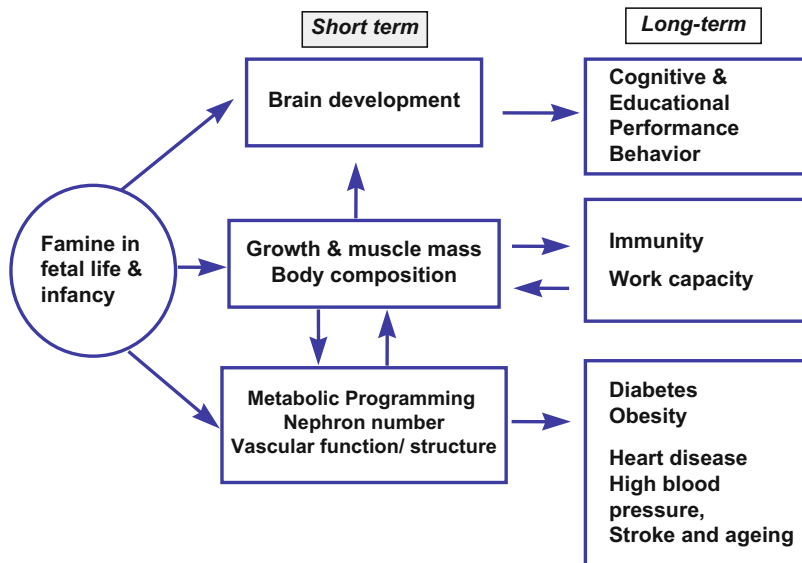 Short term
Long-term
Brain development
Cognitive &
Educational
Performance
Behavior
Famine in
fetal life &
infancy
Growth & muscle mass
Body composition
Immunity
Work capacity
Metabolic Programming
Nephron number
Vascular function/ structure
Diabetes
Obesity
Heart disease
High blood
pressure,
Stroke and ageing